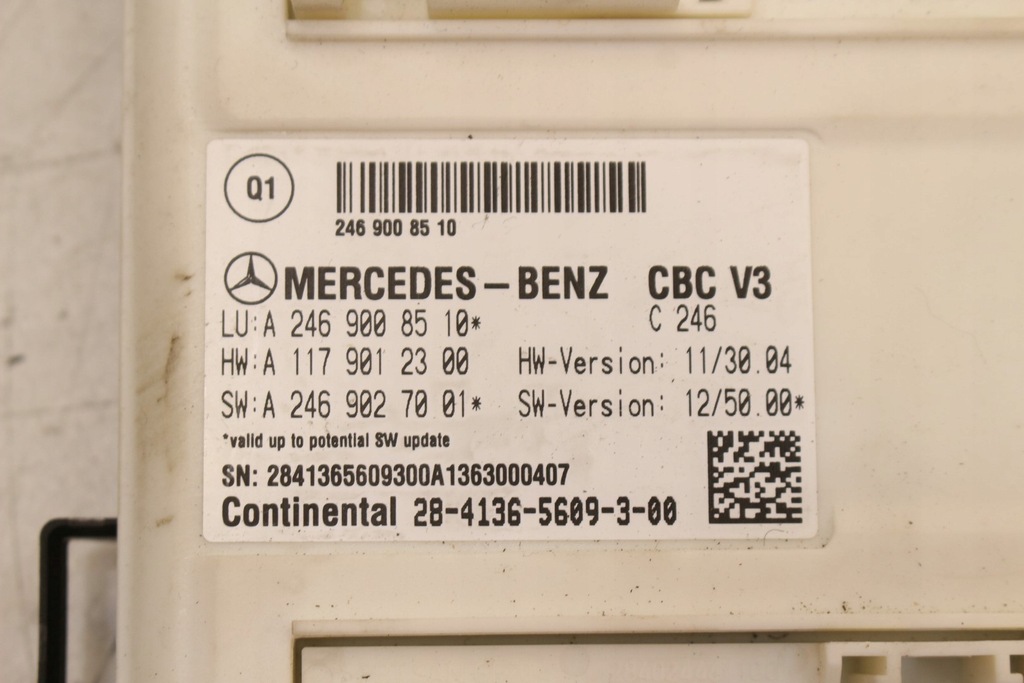 Q1
246 900 85 10
MERCEDES-BENZ CBC V3
LU:A 246 900 85 10* C 246
HW:A 117 901 23 00 HW-Version: 11/30.04
SW:A 246 902 70 01* SW-Version: 12/50.00*
*valid up to potential SW update
SN: 2841365609300A1363000407
Continental 28-4136-5609-3-00